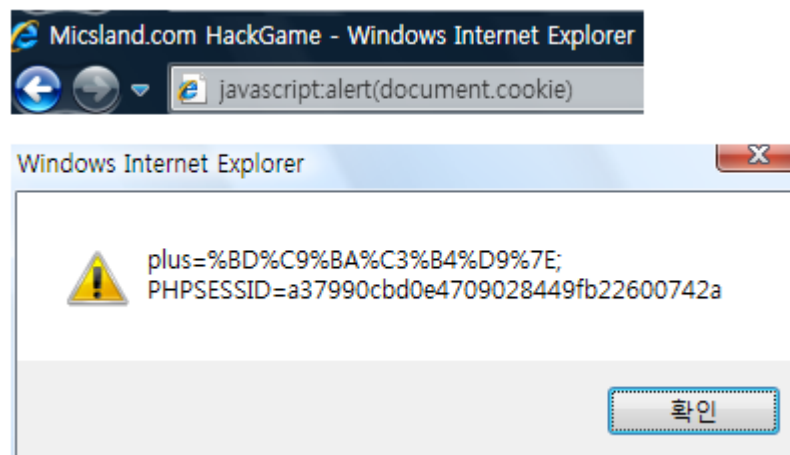 Micsland.com HackGame - Windows Internet Explorer
javascript:alert(document.cookie)
Windows Internet Explorer
plus=%BD%C9%BA%C3%B4%D9%7E;
PHPSESSID=a37990cbd0e4709028449fb22600742a
확인